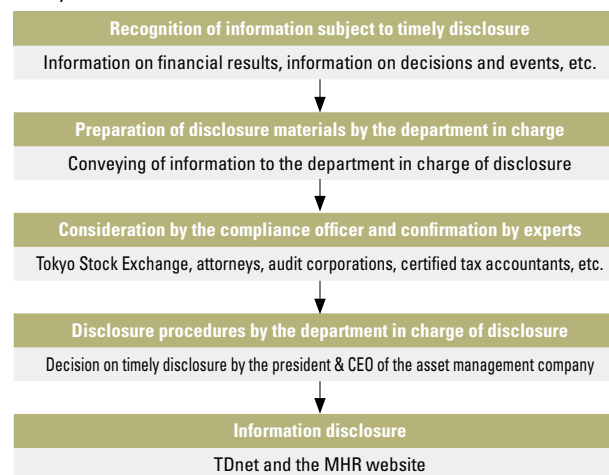 Recognition of information subject to timely disclosure
Information on financial results, information on decisions and events, etc.
Preparation of disclosure materials by the department in charge
Conveying of information to the department in charge of disclosure
Consideration by the compliance officer and confirmation by experts
Tokyo Stock Exchange, attorneys, audit corporations, certified tax accountants, etc.
Disclosure procedures by the department in charge of disclosure
Decision on timely disclosure by the president & CEO of the asset management company
Information disclosure
TDnet and the MHR website